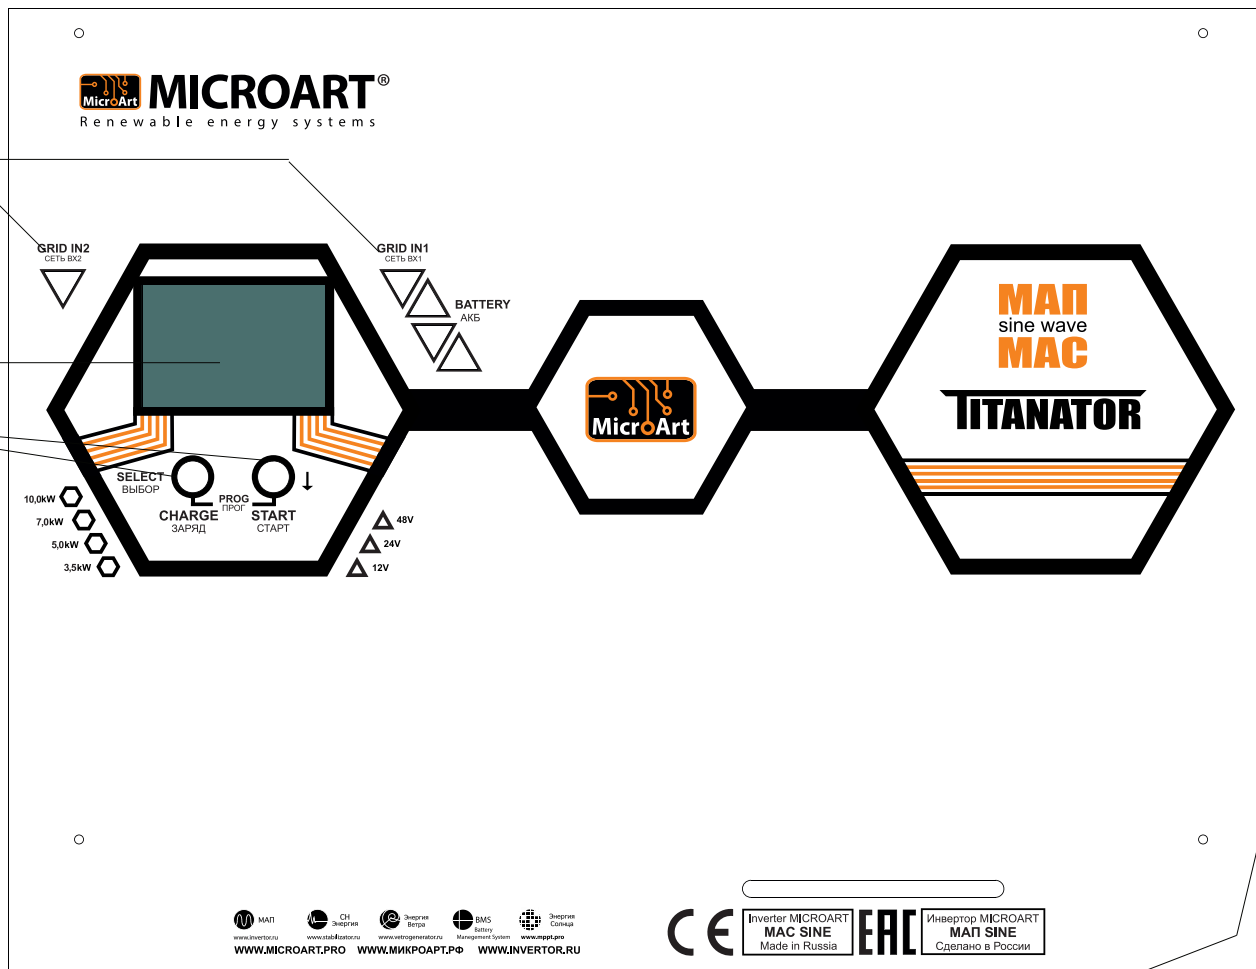 MicroArt MICROART®
Renewable energy systems
GRID IN2
СЕТЬ ВХ2
GRID IN1
СЕТЬ ВХ1
BATTERY
АКБ
SELECT
ВЫБОР
PROG
ПРОГ
CHARGE
ЗАРЯД
START
СТАРТ
10,0kW
7,0kW
5,0kW
3,5kW
48V
24V
12V
MicroArt
МАП
sine wave
МАС
TITANATOR
МАП
www.invertor.ru
СН
Энергия
www.stabilizator.ru
Энергия
Ветра
www.vetrogenerator.ru
BMS
Battery
Management System
Энергия
Солнца
www.mppt.pro
WWW.MICROART.PRO WWW.МИКРОАРТ.РФ WWW.INVERTOR.RU
CE
Inverter MICROART
MAC SINE
Made in Russia
EAC
Инвертор MICROART
МАП SINE
Сделано в России